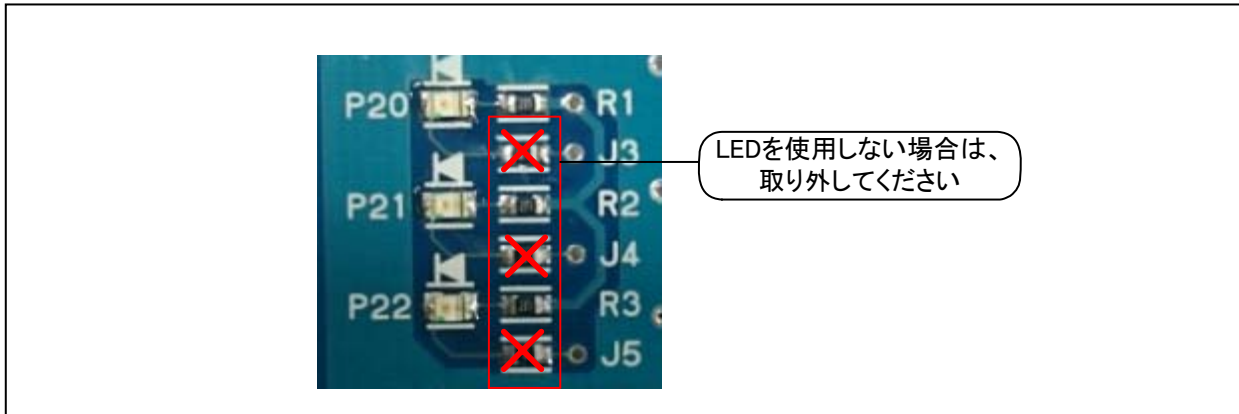 P20
R1
J3
P21
R2
J4
P22
R3
J5
LEDを使用しない場合は、
取り外してください